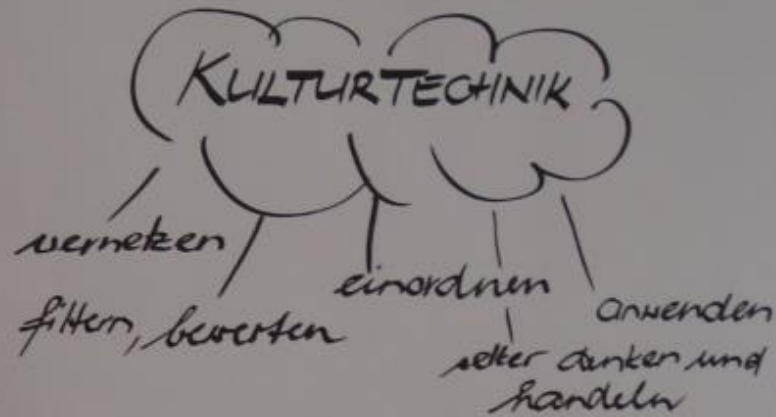 KULTURTECHNIK
vernetzen
filtern, bewerten
einordnen
selber denken und
handeln
anwenden